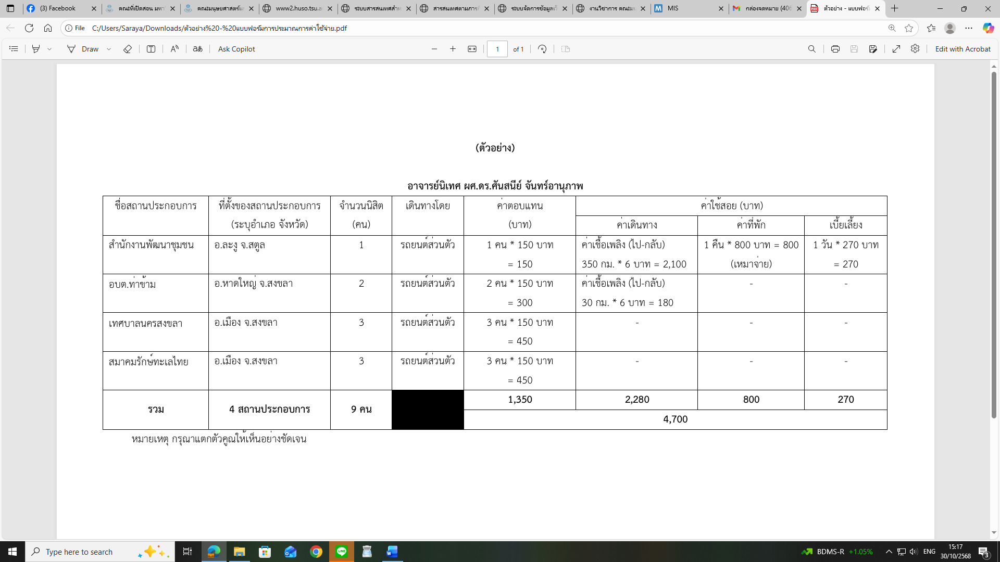 (3) Facebook
คณะที่เปิดสอน มหา
คณะมนุษยศาสตร์แล
www2.huso.tsu.a
ระบบสารสนเทศสำห
สารสนเทศตามภาร
ระบบจัดการข้อมูลเว็
งานวิชาการ คณะม
MIS
กล่องจดหมาย (406
ตัวอย่าง - แบบฟอร์ม
File C:/Users/Saraya/Downloads/ตัวอย่าง%20-%20แบบฟอร์มการประมาณการค่าใช้จ่าย.pdf
Draw aあ Ask Copilot 1 of 1 Edit with Acrobat
(ตัวอย่าง)
อาจารย์นิเทศ ผศ.ดร.ศันสนีย์ จันทร์อานุภาพ
ชื่อสถานประกอบการ ที่ตั้งของสถานประกอบการ จำนวนนิสิต เดินทางโดย ค่าตอบแทน ค่าใช้สอย (บาท)
(ระบุอำเภอ จังหวัด) (คน) (บาท) ค่าเดินทาง ค่าที่พัก เบี้ยเลี้ยง
สำนักงานพัฒนาชุมชน อ.ละงู จ.สตูล 1 รถยนต์ส่วนตัว 1 คน * 150 บาท ค่าเชื้อเพลิง (ไป-กลับ) 1 คืน * 800 บาท = 800 1 วัน * 270 บาท
= 150 350 กม. * 6 บาท = 2,100 (เหมาจ่าย) = 270
อบต.ท่าข้าม อ.หาดใหญ่ จ.สงขลา 2 รถยนต์ส่วนตัว 2 คน * 150 บาท ค่าเชื้อเพลิง (ไป-กลับ) - -
= 300 30 กม. * 6 บาท = 180
เทศบาลนครสงขลา อ.เมือง จ.สงขลา 3 รถยนต์ส่วนตัว 3 คน * 150 บาท - - -
= 450
สมาคมรักษ์ทะเลไทย อ.เมือง จ.สงขลา 3 รถยนต์ส่วนตัว 3 คน * 150 บาท - - -
= 450
รวม 4 สถานประกอบการ 9 คน 1,350 2,280 800 270
4,700
หมายเหตุ กรุณาแตกตัวคูณให้เห็นอย่างชัดเจน
Type here to search BDMS-R +1.05% ENG 15:17
30/10/2568 3